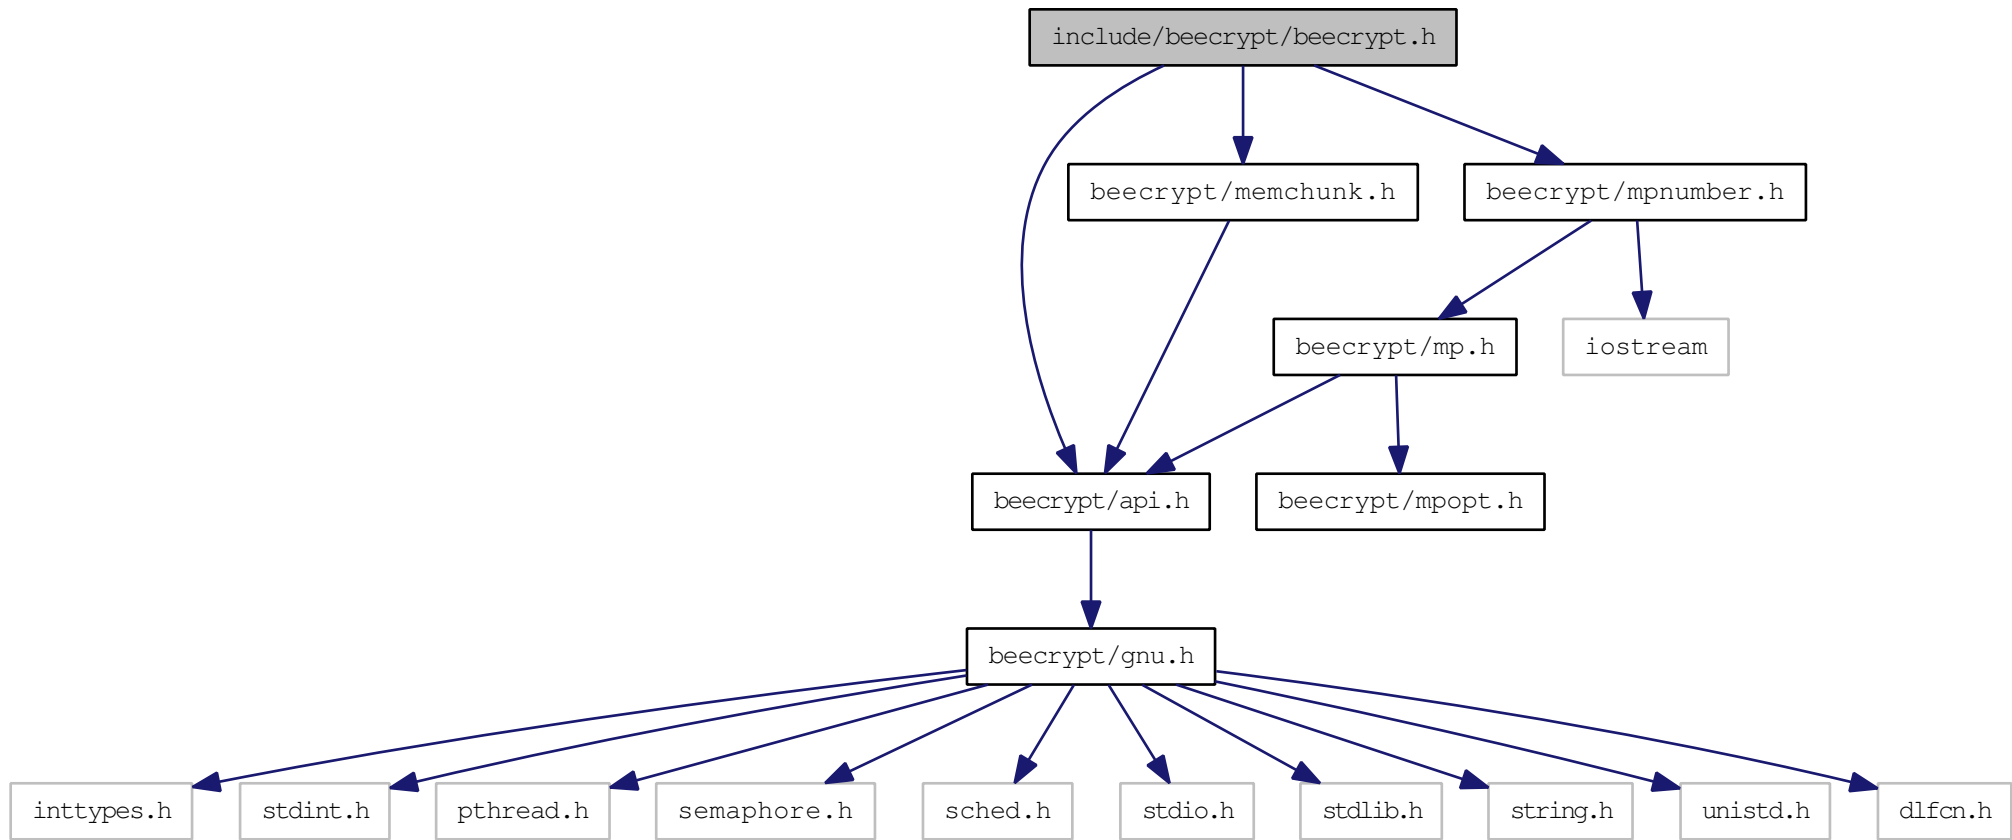 include/beecrypt/beecrypt.h
beecrypt/memchunk.h
beecrypt/mpnumber.h
beecrypt/mp.h
iostream
beecrypt/api.h
beecrypt/mpopt.h
beecrypt/gnu.h
inttypes.h
stdint.h
pthread.h
semaphore.h
sched.h
stdio.h
stdlib.h
string.h
unistd.h
dlfcn.h